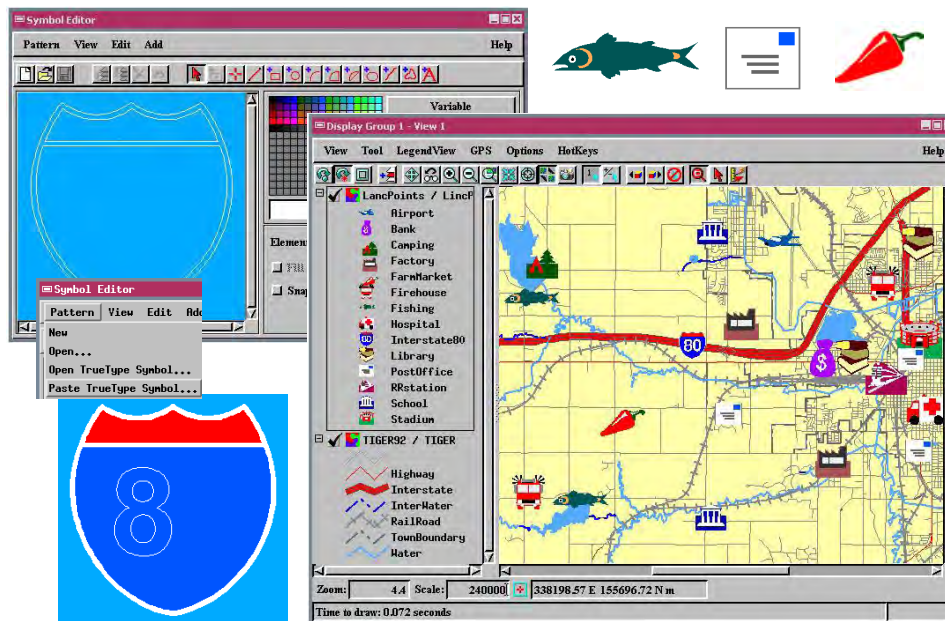 Symbol Editor
Pattern View Edit Add Help
Variable
Display Group 1 - View 1
View Tool LegendView GPS Options HotKeys Help
LancPoints / LincP
Airport
Bank
Camping
Factory
FarmMarket
Firehouse
Fishing
Hospital
Interstate80
Library
PostOffice
RRstation
School
Stadium
TIGER92 / TIGER
Highway
Interstate
InterWater
RailRoad
TownBoundary
Water
80
$
Elemen
Fill
Snap
Symbol Editor
Pattern View Edit Add
New
Open...
Open TrueType Symbol...
Paste TrueType Symbol...
8
Zoom: 4.4 Scale: 240000 338198.57 E 155696.72 N m
Time to draw: 0.072 seconds